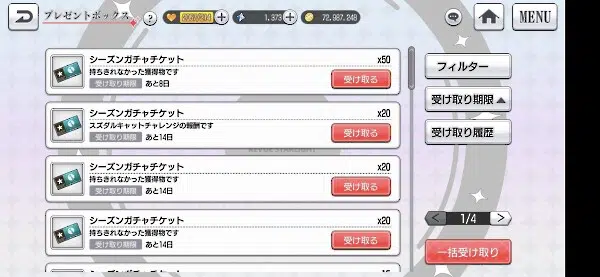 プレゼントボックス
?
1,373
72,987,248
MENU
シーズンガチャチケット
x50
持ちきれなかった獲得物です
受け取り期限 あと8日
受け取る
シーズンガチャチケット
x20
スズダルキャットチャレンジの報酬です
受け取り期限 あと14日
受け取る
シーズンガチャチケット
x20
持ちきれなかった獲得物です
受け取り期限 あと14日
受け取る
シーズンガチャチケット
x20
持ちきれなかった獲得物です
受け取り期限 あと14日
受け取る
フィルター
受け取り期限▲
受け取り履歴
< 1/4 >
一括受け取り